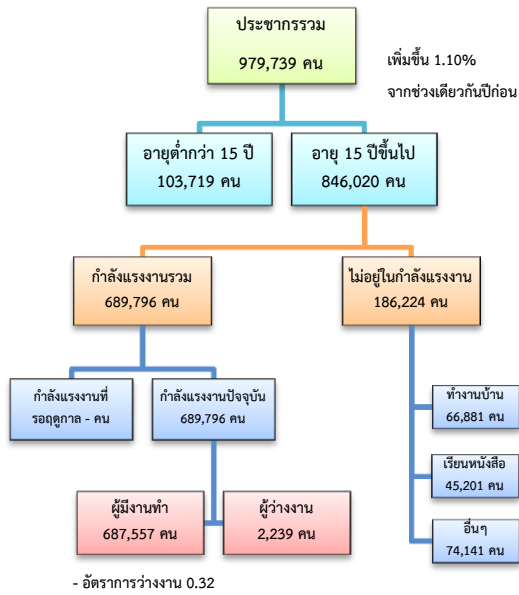 ประชากรรวม
979,739 คน
เพิ่มขึ้น 1.10%
จากช่วงเดียวกันปีก่อน
อายุต่ำกว่า 15 ปี
103,719 คน
อายุ 15 ปีขึ้นไป
846,020 คน
กำลังแรงงานรวม
689,796 คน
ไม่อยู่ในกำลังแรงงาน
186,224 คน
กำลังแรงงานที่
รอฤดูกาล - คน
กำลังแรงงานปัจจุบัน
689,796 คน
ทำงานบ้าน
66,881 คน
เรียนหนังสือ
45,201 คน
อื่นๆ
74,141 คน
ผู้มีงานทำ
687,557 คน
ผู้ว่างงาน
2,239 คน
- อัตราการว่างงาน 0.32